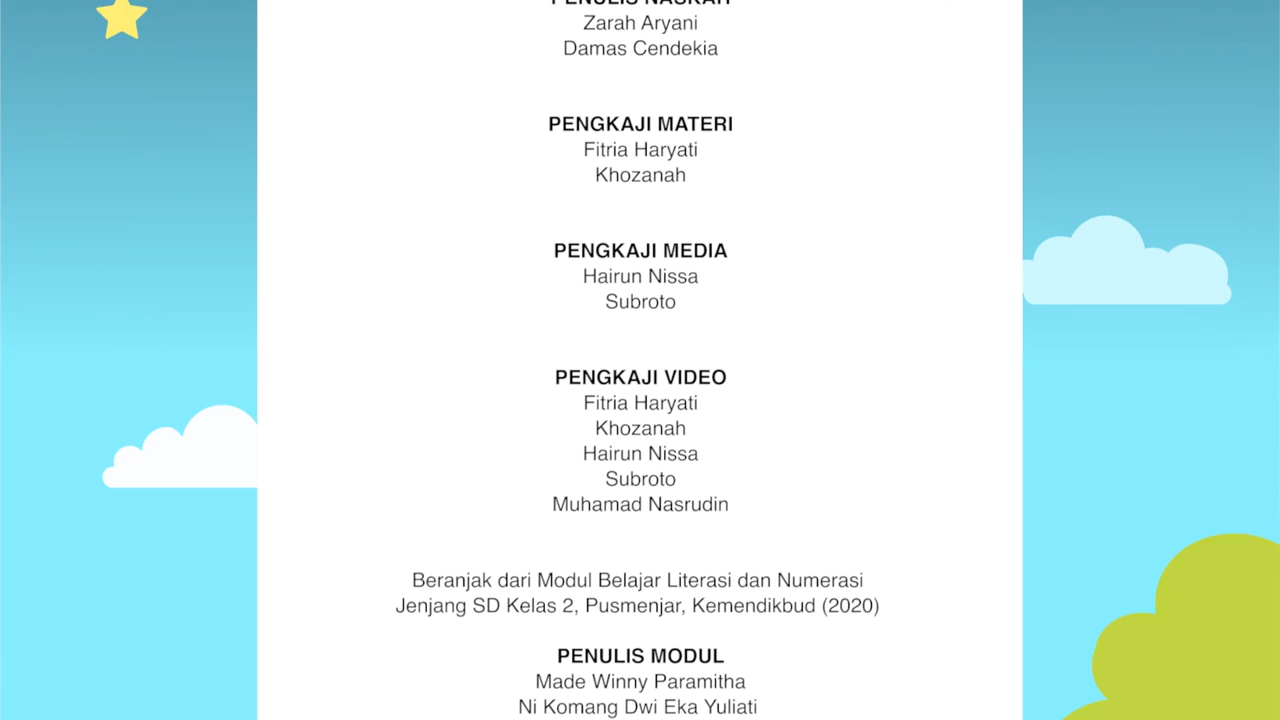 PENULIS NASKAH
Zarah Aryani
Damas Cendekia
PENGKAJI MATERI
Fitria Haryati
Khozanah
PENGKAJI MEDIA
Hairun Nissa
Subroto
PENGKAJI VIDEO
Fitria Haryati
Khozanah
Hairun Nissa
Subroto
Muhamad Nasrudin
Beranjak dari Modul Belajar Literasi dan Numerasi
Jenjang SD Kelas 2, Pusmenjar, Kemendikbud (2020)
PENULIS MODUL
Made Winny Paramitha
Ni Komang Dwi Eka Yuliati